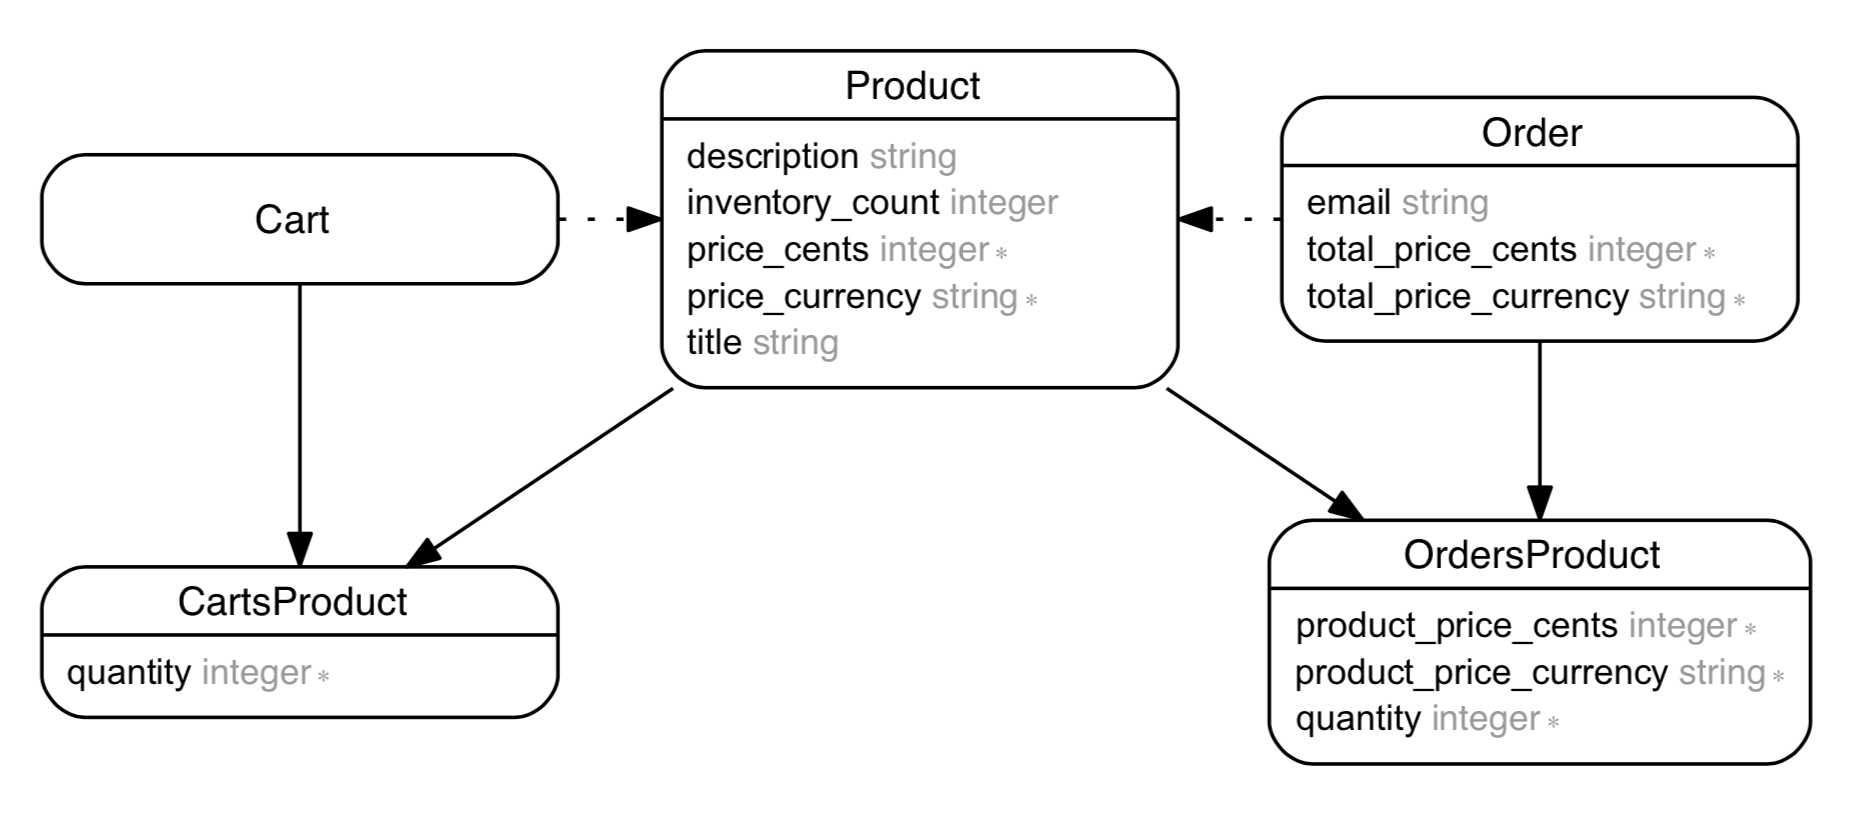 Product
description string
inventory_count integer
price_cents integer *
price_currency string *
title string
Order
email string
total_price_cents integer *
total_price_currency string *
Cart
CartsProduct
quantity integer *
OrdersProduct
product_price_cents integer *
product_price_currency string *
quantity integer *